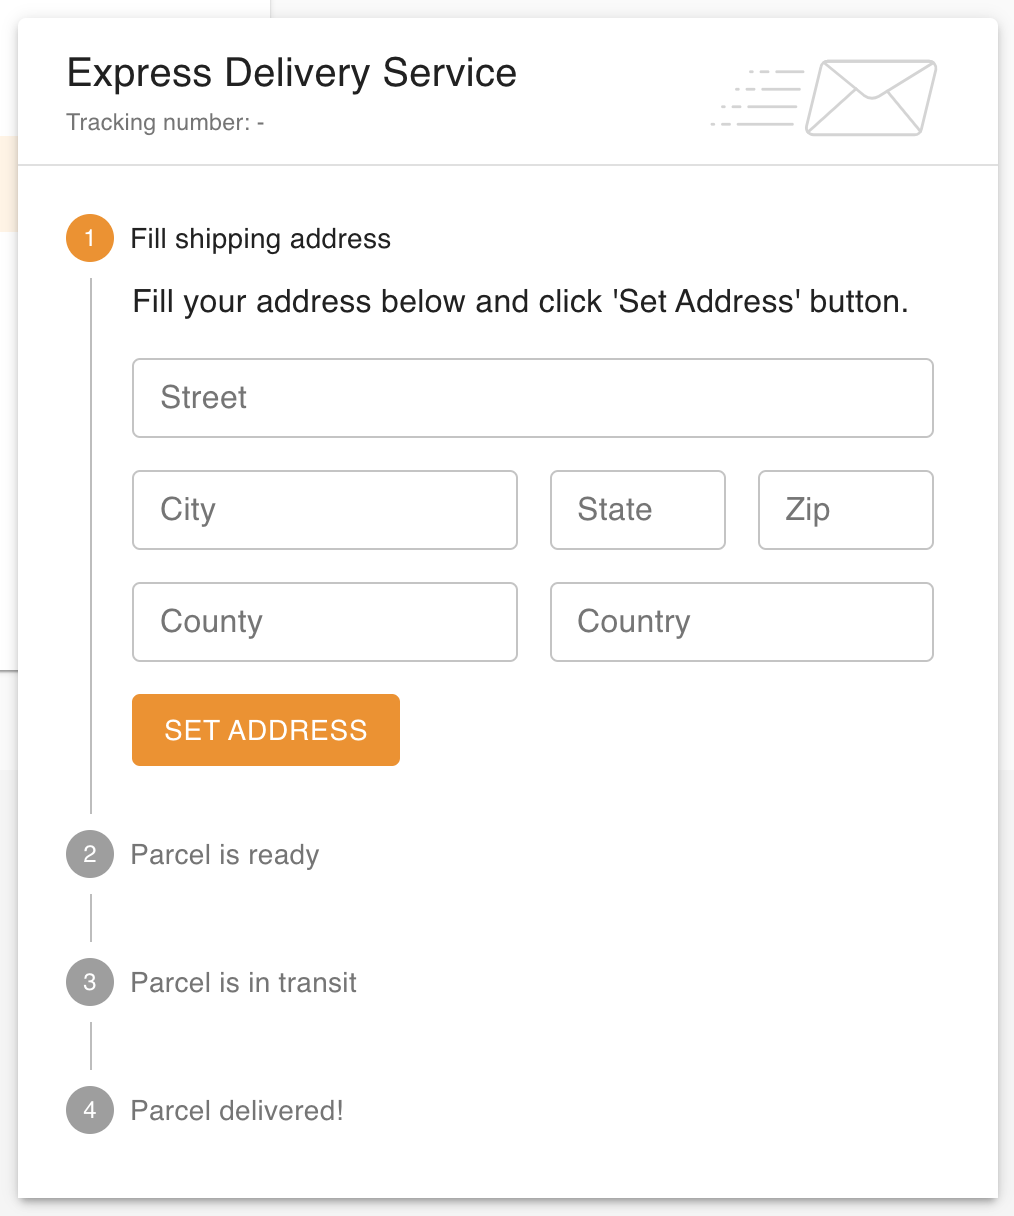 Express Delivery Service
Tracking number: -
1 Fill shipping address
Fill your address below and click 'Set Address' button.
Street
City State Zip
County Country
SET ADDRESS
2 Parcel is ready
3 Parcel is in transit
4 Parcel delivered!